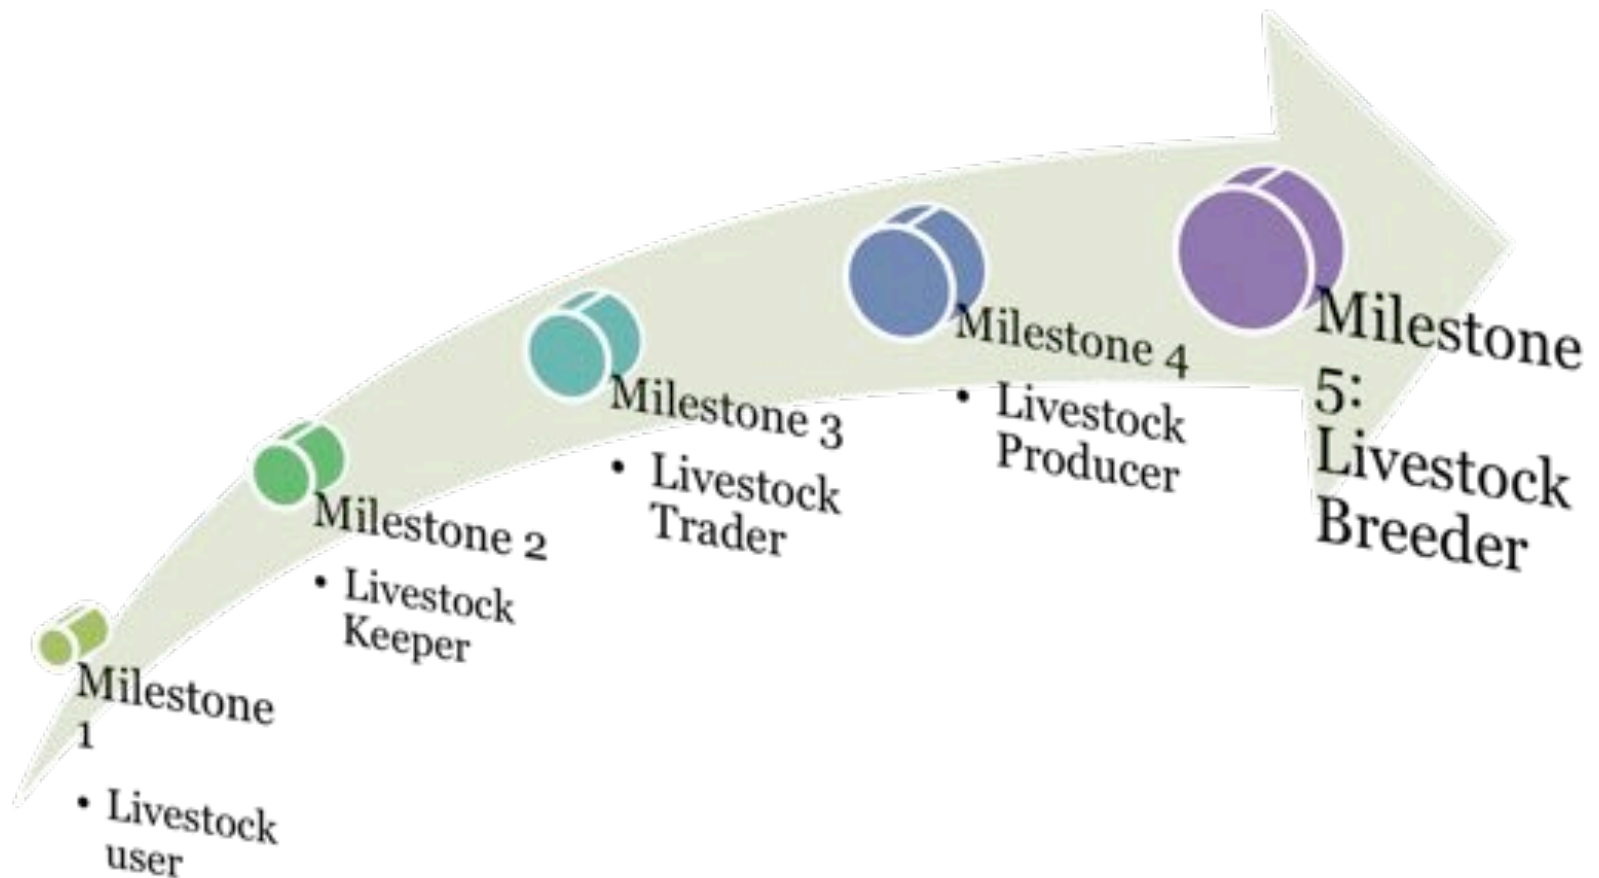 Milestone
1
• Livestock
user
Milestone 2
• Livestock
Keeper
Milestone 3
• Livestock
Trader
Milestone 4
• Livestock
Producer
Milestone
5:
Livestock
Breeder